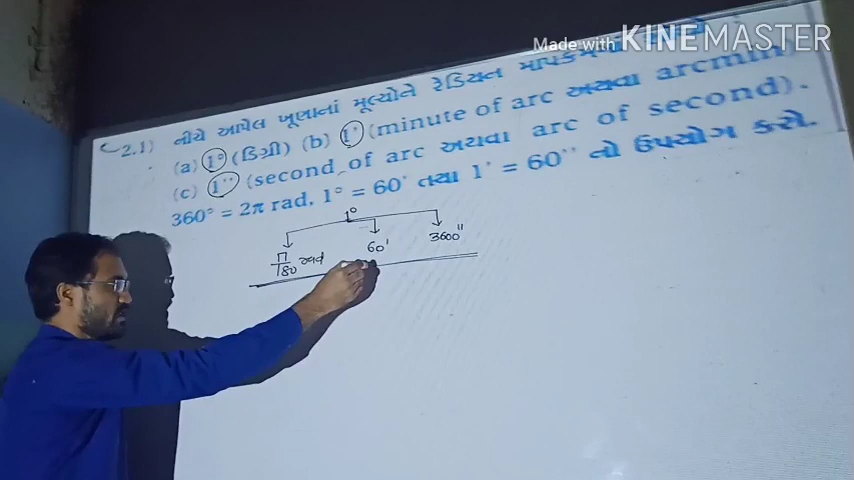 Made with KINEMASTER
2.1) નીચે આપેલ ખૂણાનાં મૂલ્યોને રેડિયન
(a) 1° (ડિગ્રી) (b) 1' (minute of arc અથવા arcmin)
(c) 1'' (second of arc અથવા arc of second).
360° = 2π rad, 1° = 60' તથા 1' = 60'' નો ઉપયોગ કરો.
1°
π/180 60' 3600''